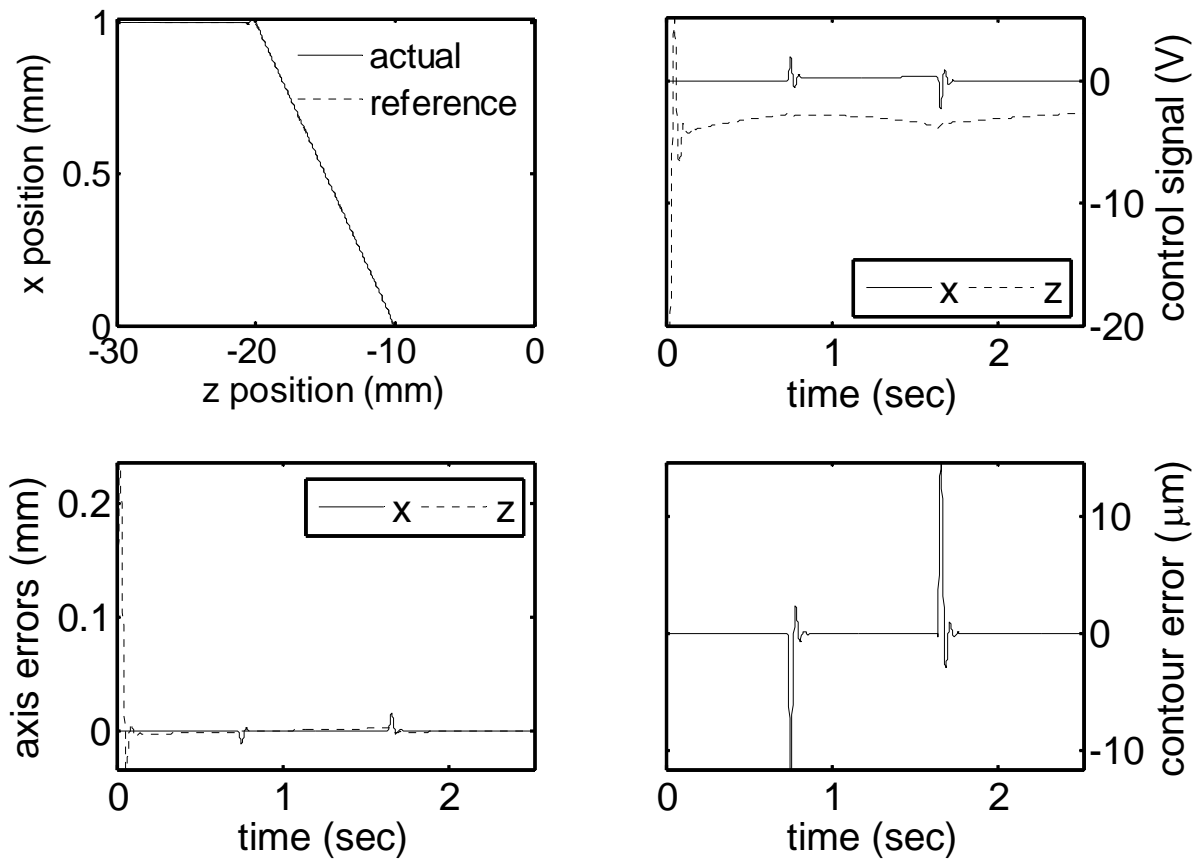 1
0.5
0
x position (mm)
actual
reference
-30
-20
-10
0
z position (mm)
0
-10
-20
control signal (V)
x z
0
1
2
time (sec)
0.2
0.1
0
axis errors (mm)
x z
0
1
2
time (sec)
10
0
-10
contour error (μm)
0
1
2
time (sec)